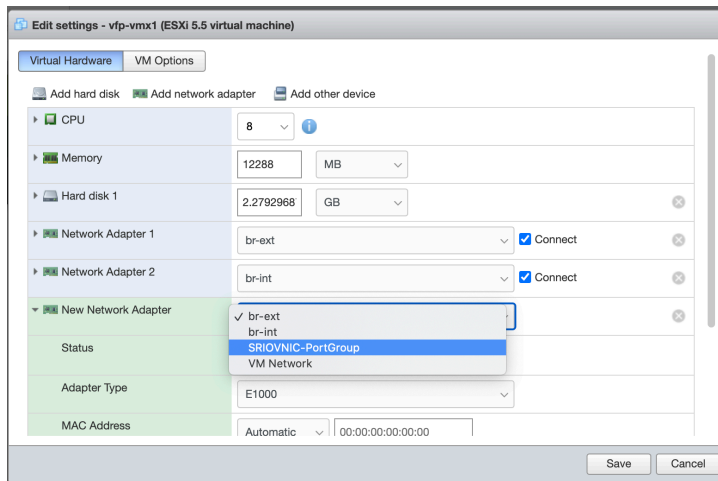 Edit settings - vfp-vmx1 (ESXi 5.5 virtual machine)
Virtual Hardware VM Options
Add hard disk Add network adapter Add other device
CPU 8
Memory 12288 MB
Hard disk 1 2.2792968 GB
Network Adapter 1 br-ext Connect
Network Adapter 2 br-int Connect
New Network Adapter ✓ br-ext
br-int
Status SRIOVNIC-PortGroup
VM Network
Adapter Type E1000
MAC Address Automatic 00:00:00:00:00:00
Save Cancel